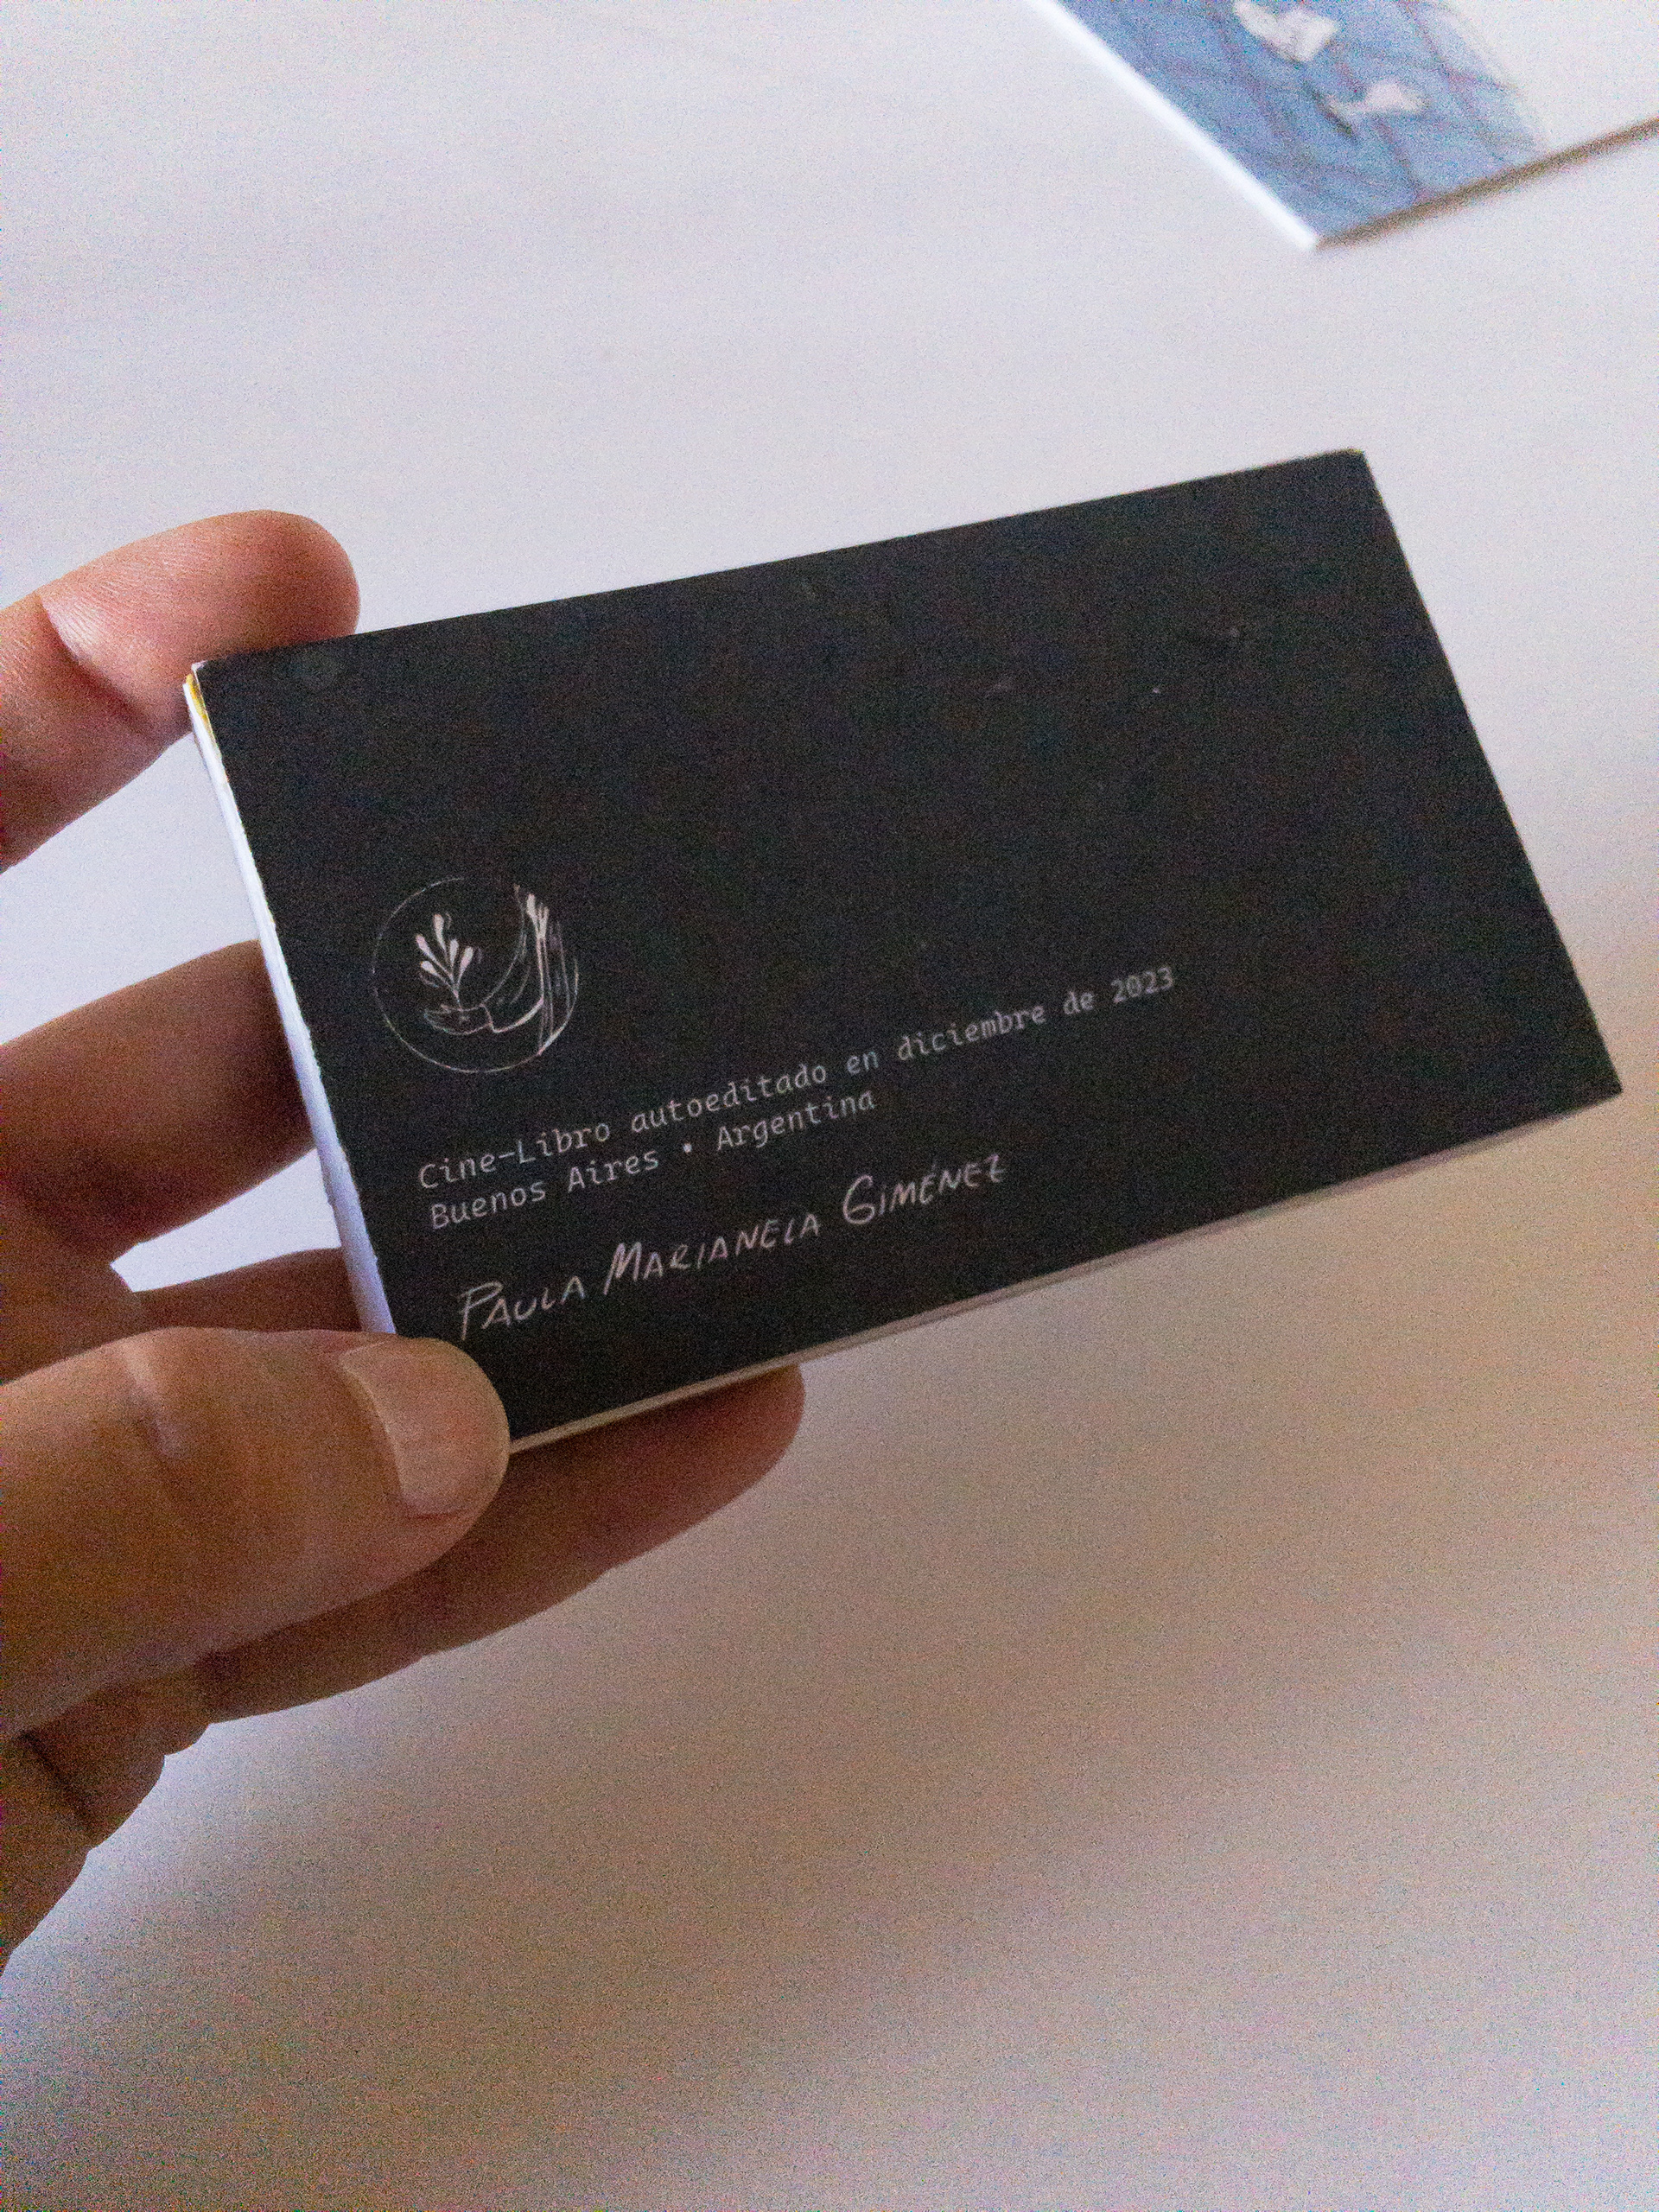 Cine-Libro autoeditado en diciembre de 2023
Buenos Aires • Argentina
PAULA MARIANELA GIMÉNEZ